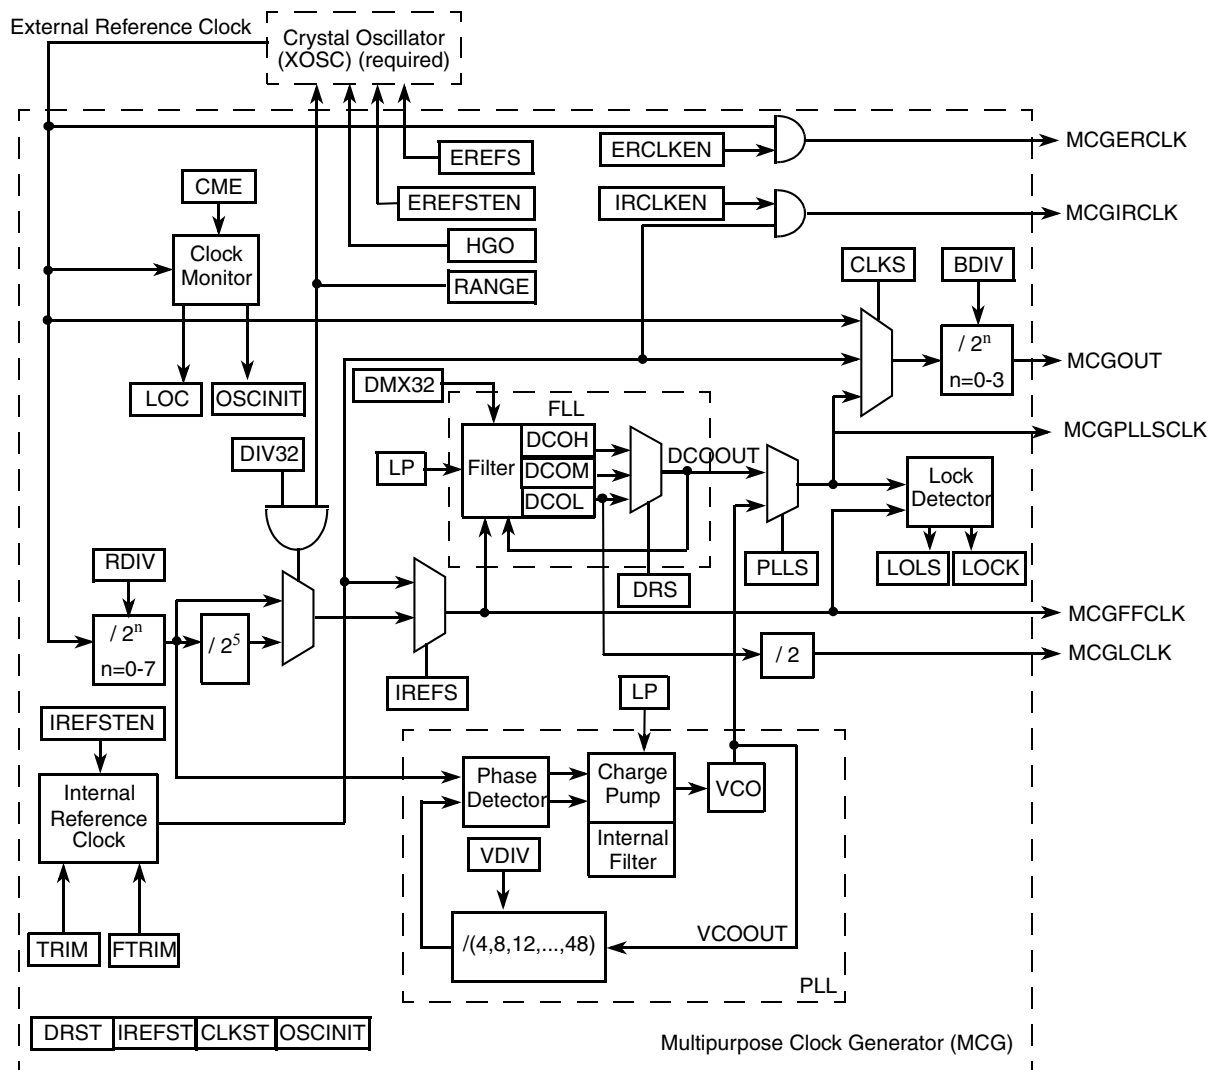 External Reference Clock
Crystal Oscillator
(XOSC) (required)
EREFS
ERCLKEN
MCGERCLK
CME
EREFSTEN
IRCLKEN
MCGIRCLK
Clock
Monitor
HGO
RANGE
CLKS
BDIV
LOC
OSCINIT
/ 2ⁿ
n=0-3
MCGOUT
DMX32
FLL
MCGPLLSCLK
DIV32
LP
Filter
DCOH
DCOM
DCOL
DCOOUT
Lock
Detector
RDIV
DRS
PLLS
LOLS
LOCK
/ 2ⁿ
n=0-7
/ 2⁵
MCGFFCLK
/ 2
MCGLCLK
IREFS
LP
IREFSTEN
Internal
Reference
Clock
Phase
Detector
Charge
Pump
VCO
Internal
Filter
VDIV
TRIM
FTRIM
/(4,8,12,...,48)
VCOOUT
PLL
DRST
IREFST
CLKST
OSCINIT
Multipurpose Clock Generator (MCG)